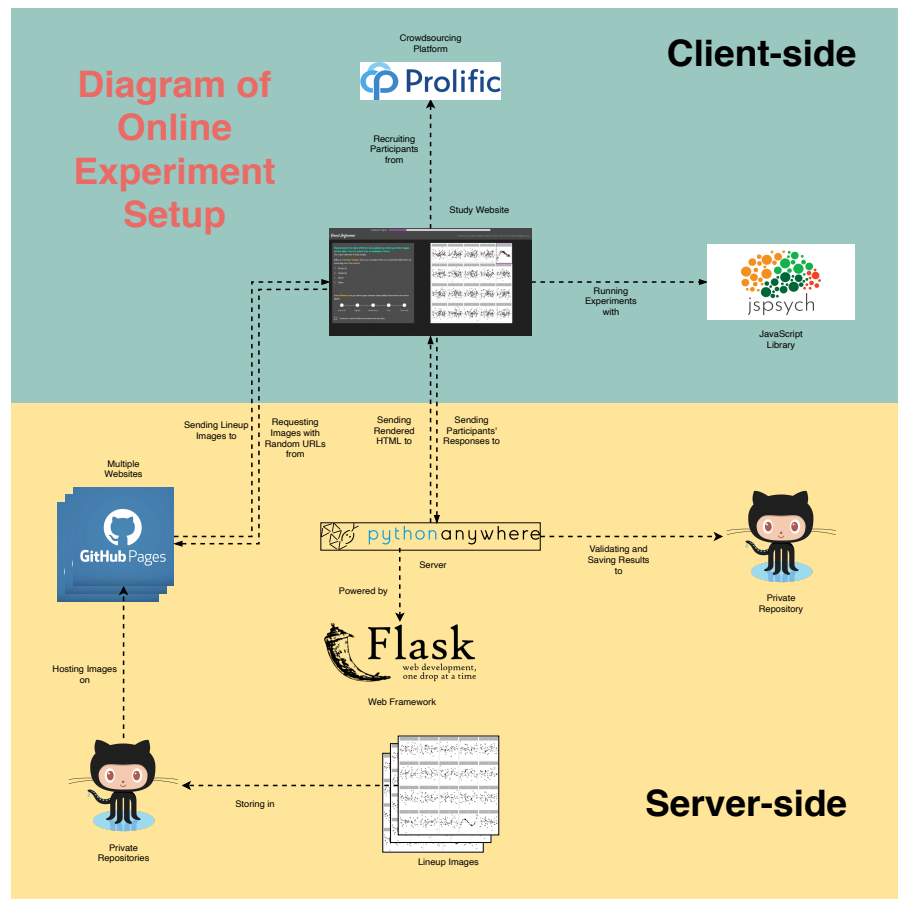 Diagram of
Online
Experiment
Setup
Client-side
Crowdsourcing
Platform
Prolific
Recruiting
Participants
from
Study Website
Running
Experiments
with
jspsych
JavaScript
Library
Sending Lineup
Images to
Requesting
Images with
Random URLs
from
Sending
Rendered
HTML to
Sending
Participants'
Responses to
Multiple
Websites
GitHub Pages
pythonanywhere
Server
Validating and
Saving Results
to
Private
Repository
Powered by
Flask
web development,
one drop at a time
Web Framework
Hosting Images
on
Private
Repositories
Storing in
Lineup Images
Server-side